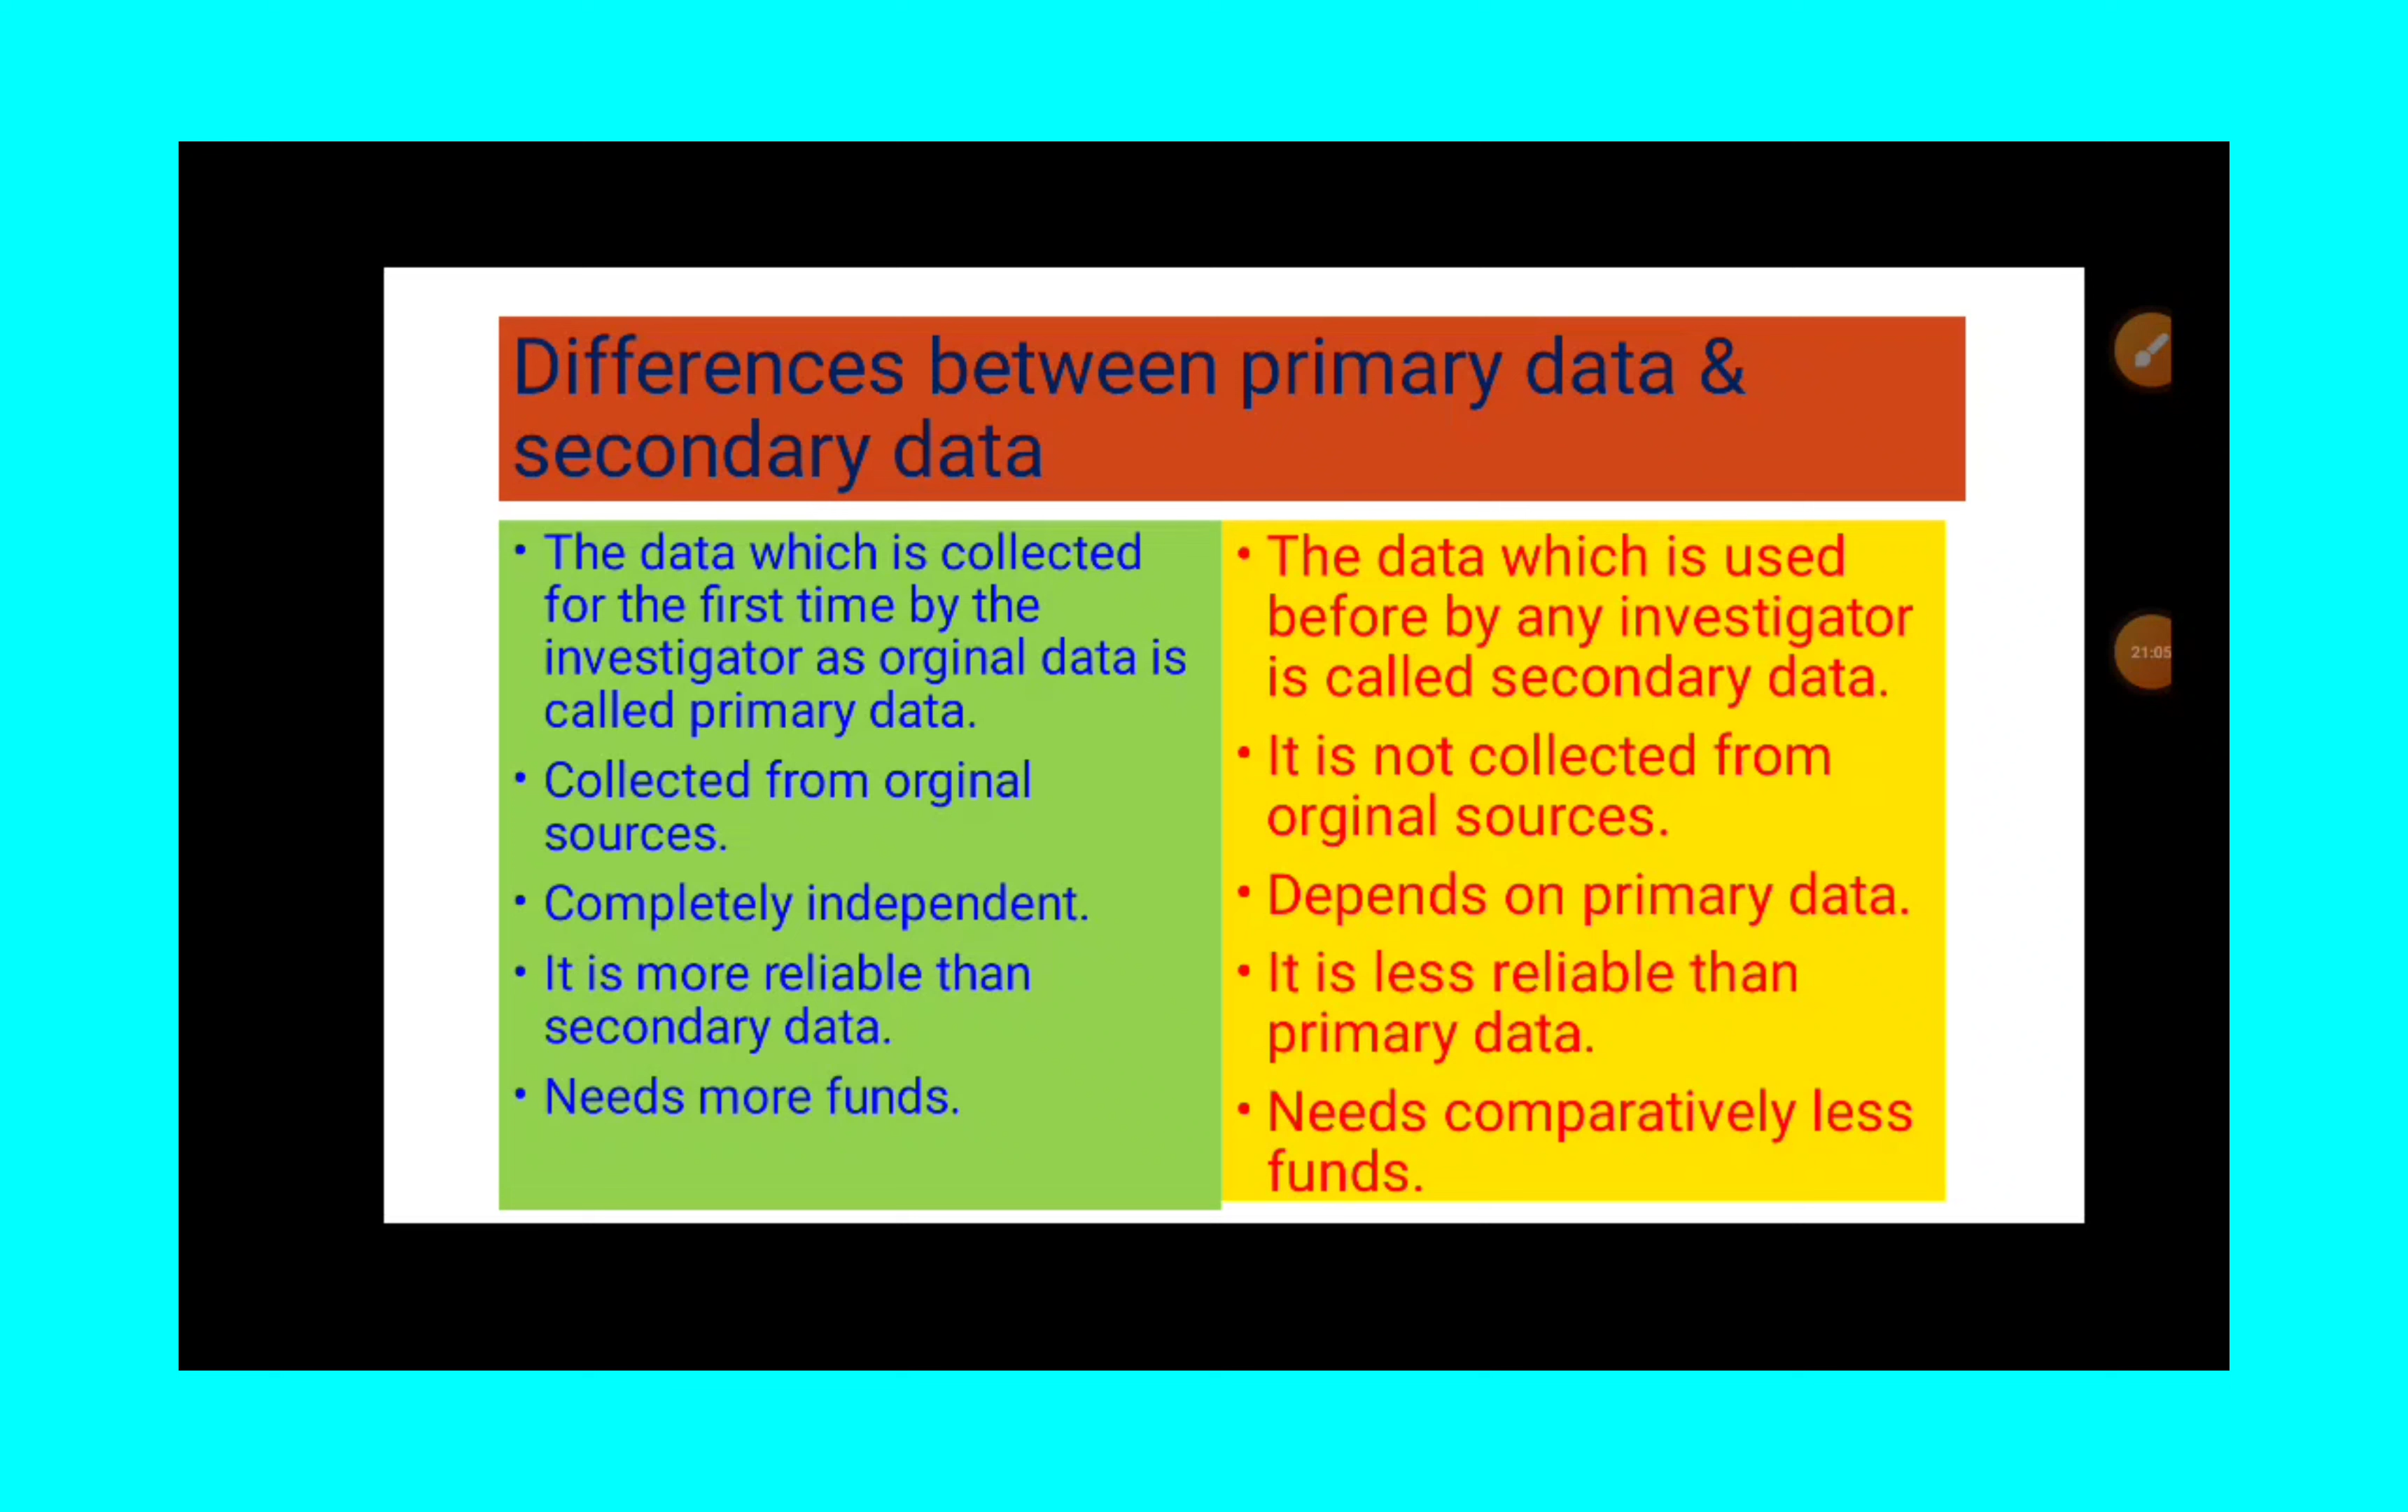 Differences between primary data &
secondary data
• The data which is collected
for the first time by the
investigator as orginal data is
called primary data.
• Collected from orginal
sources.
• Completely independent.
• It is more reliable than
secondary data.
• Needs more funds.
• The data which is used
before by any investigator
is called secondary data.
• It is not collected from
orginal sources.
• Depends on primary data.
• It is less reliable than
primary data.
• Needs comparatively less
funds.
21:05